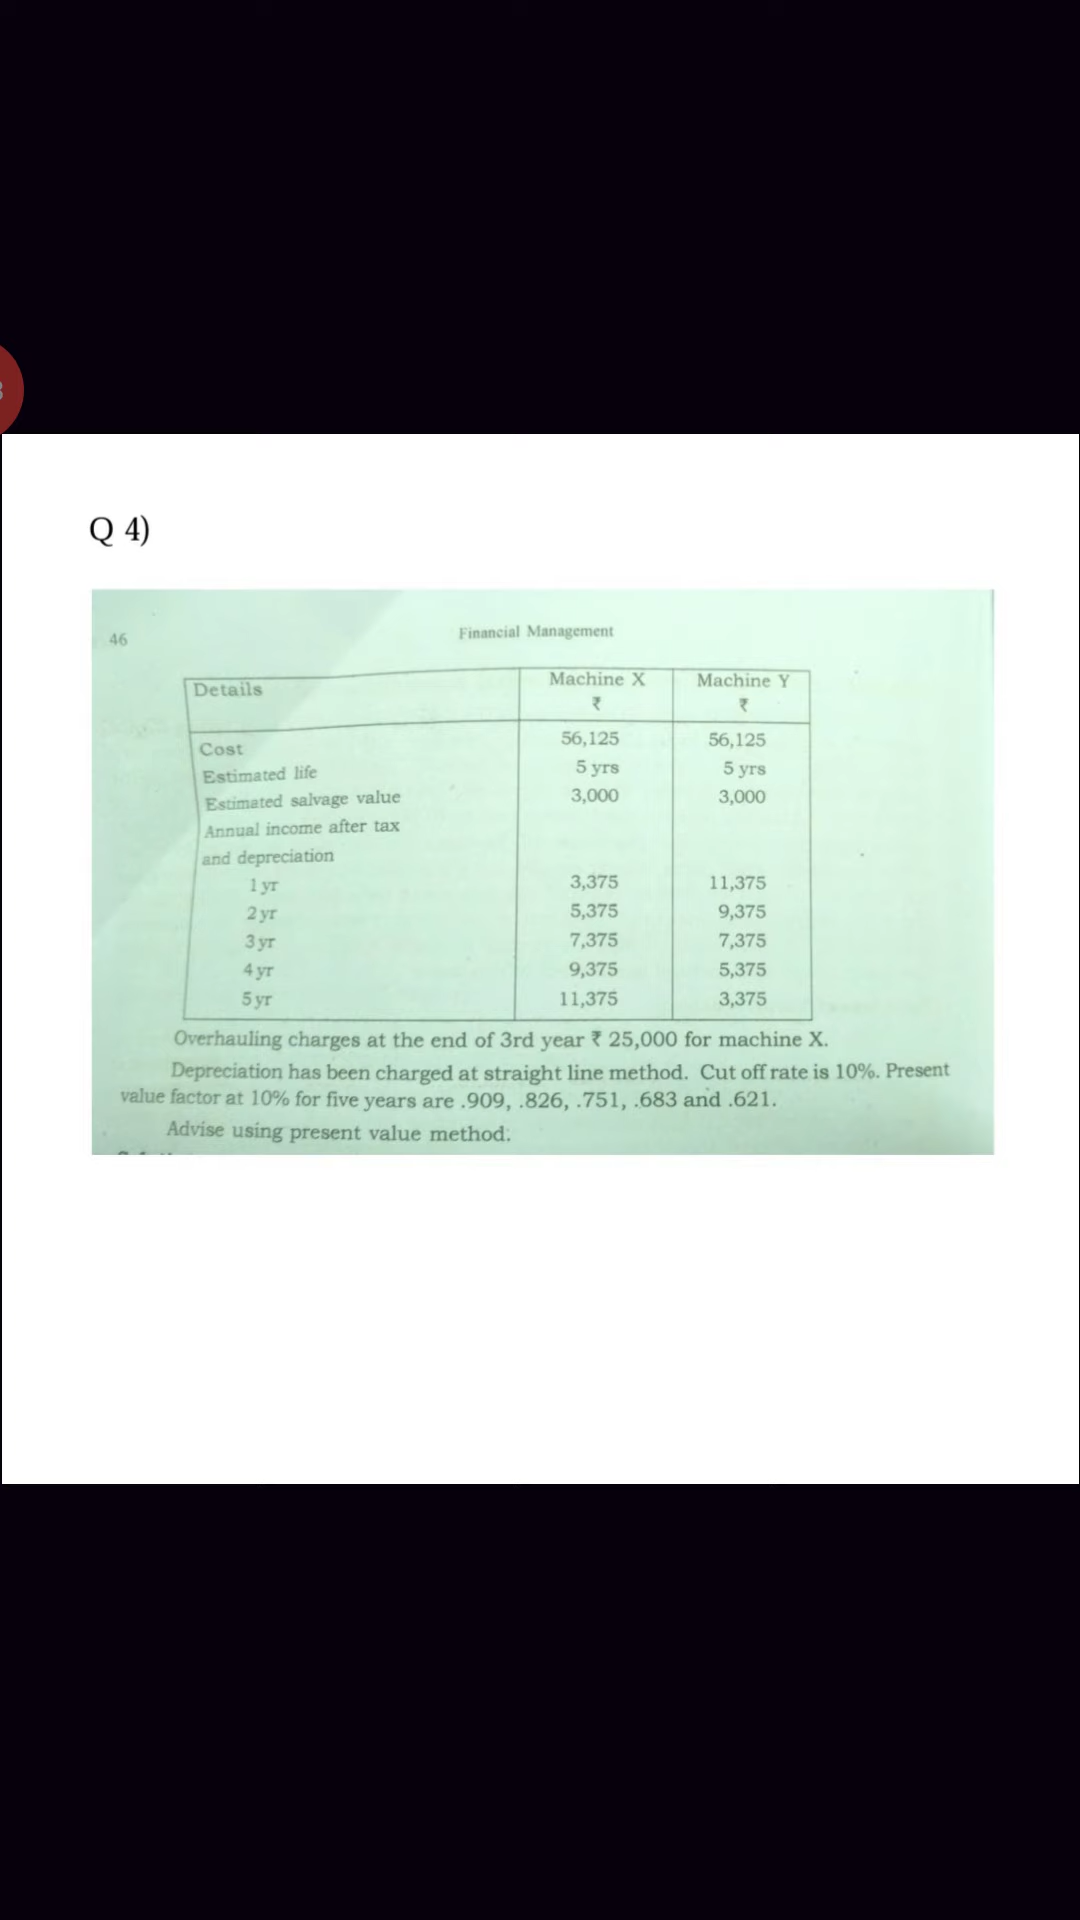 Q 4)
46
Financial Management
Details Machine X Machine Y
₹ ₹
Cost 56,125 56,125
Estimated life 5 yrs 5 yrs
Estimated salvage value 3,000 3,000
Annual income after tax
and depreciation
1 yr 3,375 11,375
2 yr 5,375 9,375
3 yr 7,375 7,375
4 yr 9,375 5,375
5 yr 11,375 3,375
Overhauling charges at the end of 3rd year ₹ 25,000 for machine X.
Depreciation has been charged at straight line method. Cut off rate is 10%. Present
value factor at 10% for five years are .909, .826, .751, .683 and .621.
Advise using present value method.